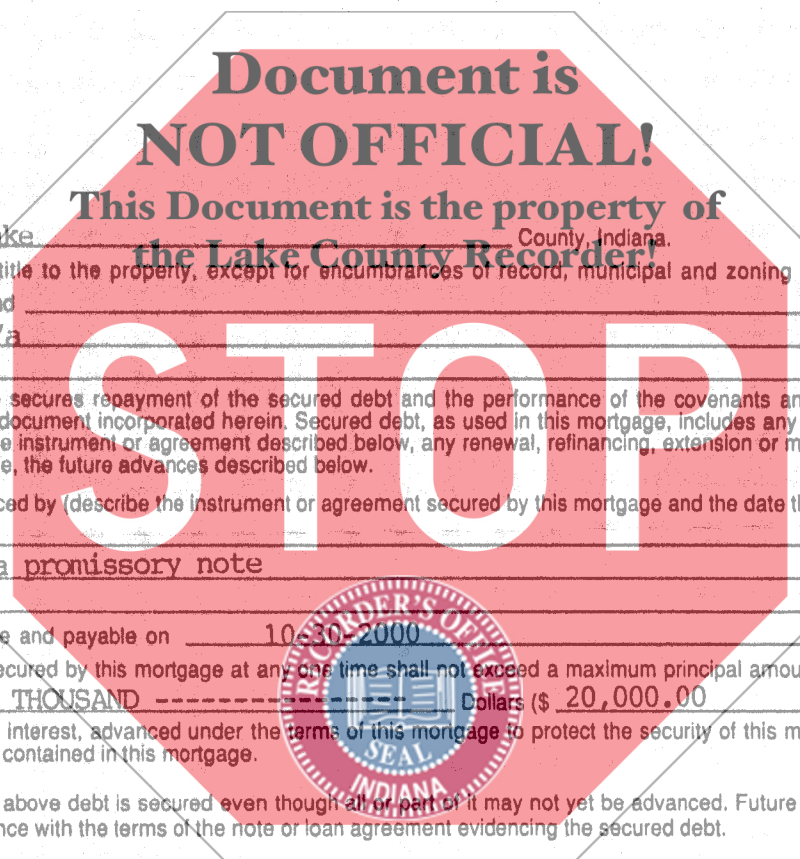 Document is
NOT OFFICIAL!
This Document is the property of
the Lake County Recorder!
ke County, Indiana.
title to the property, except for encumbrances of record, municipal and zoning
d
/a
STOP
secures repayment of the secured debt and the performance of the covenants an
document incorporated herein. Secured debt, as used in this mortgage, includes any
e instrument or agreement described below, any renewal, refinancing, extension or m
e, the future advances described below.
ced by (describe the instrument or agreement secured by this mortgage and the date th
a promissory note
e and payable on 10-30-2000
ecured by this mortgage at any one time shall not exceed a maximum principal amou
THOUSAND ---------------- Dollars ($ 20,000.00
interest, advanced under the terms of this mortgage to protect the security of this m
contained in this mortgage.
RECORDER'S OFFICE
SEAL
INDIANA
above debt is secured even though all or part of it may not yet be advanced. Future
nce with the terms of the note or loan agreement evidencing the secured debt.